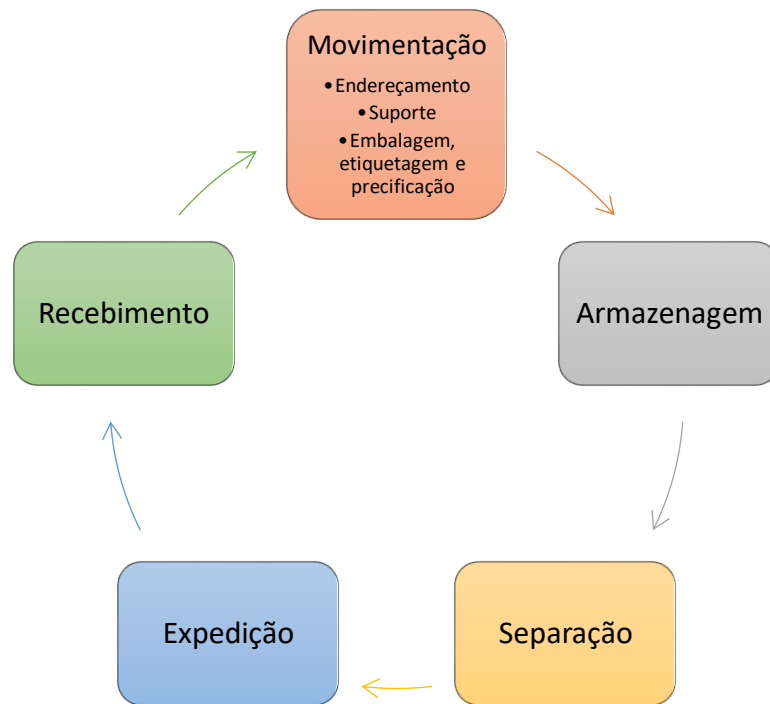 Movimentação
•Endereçamento
•Suporte
•Embalagem,
etiquetagem e
precificação
Recebimento
Armazenagem
Expedição
Separação